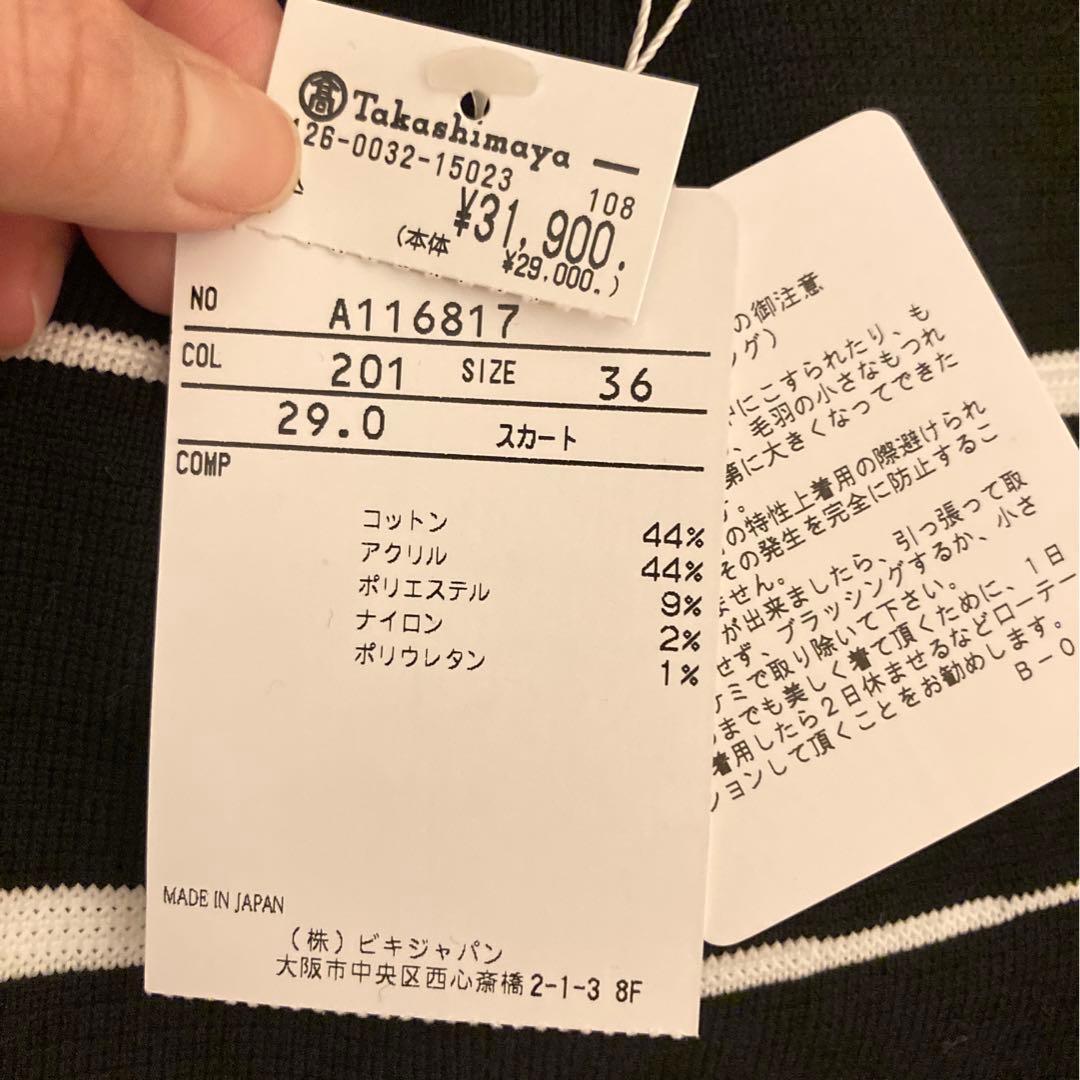 髙 Takashimaya
126-0032-15023
108
¥31,900.
(本体 ¥29,000.)
NO A116817
COL 201 SIZE 36
29.0 スカート
COMP
コットン 44%
アクリル 44%
ポリエステル 9%
ナイロン 2%
ポリウレタン 1%
MADE IN JAPAN
(株)ビキジャパン
大阪市中央区西心斎橋2-1-3 8F
の御注意
グ)
にこすられたり、も
、毛羽の小さなもつれ
第に大きくなってできた
。
の特性上着用の際避けられ
その発生を完全に防止するこ
ません。
が出来ましたら、引っ張って取
せず、ブラッシングするか、小さ
ミで取り除いて下さい。
までも美しく着て頂くために、1日
着用したら2日休ませるなどローテー
ションして頂くことをお勧めします。
B-0